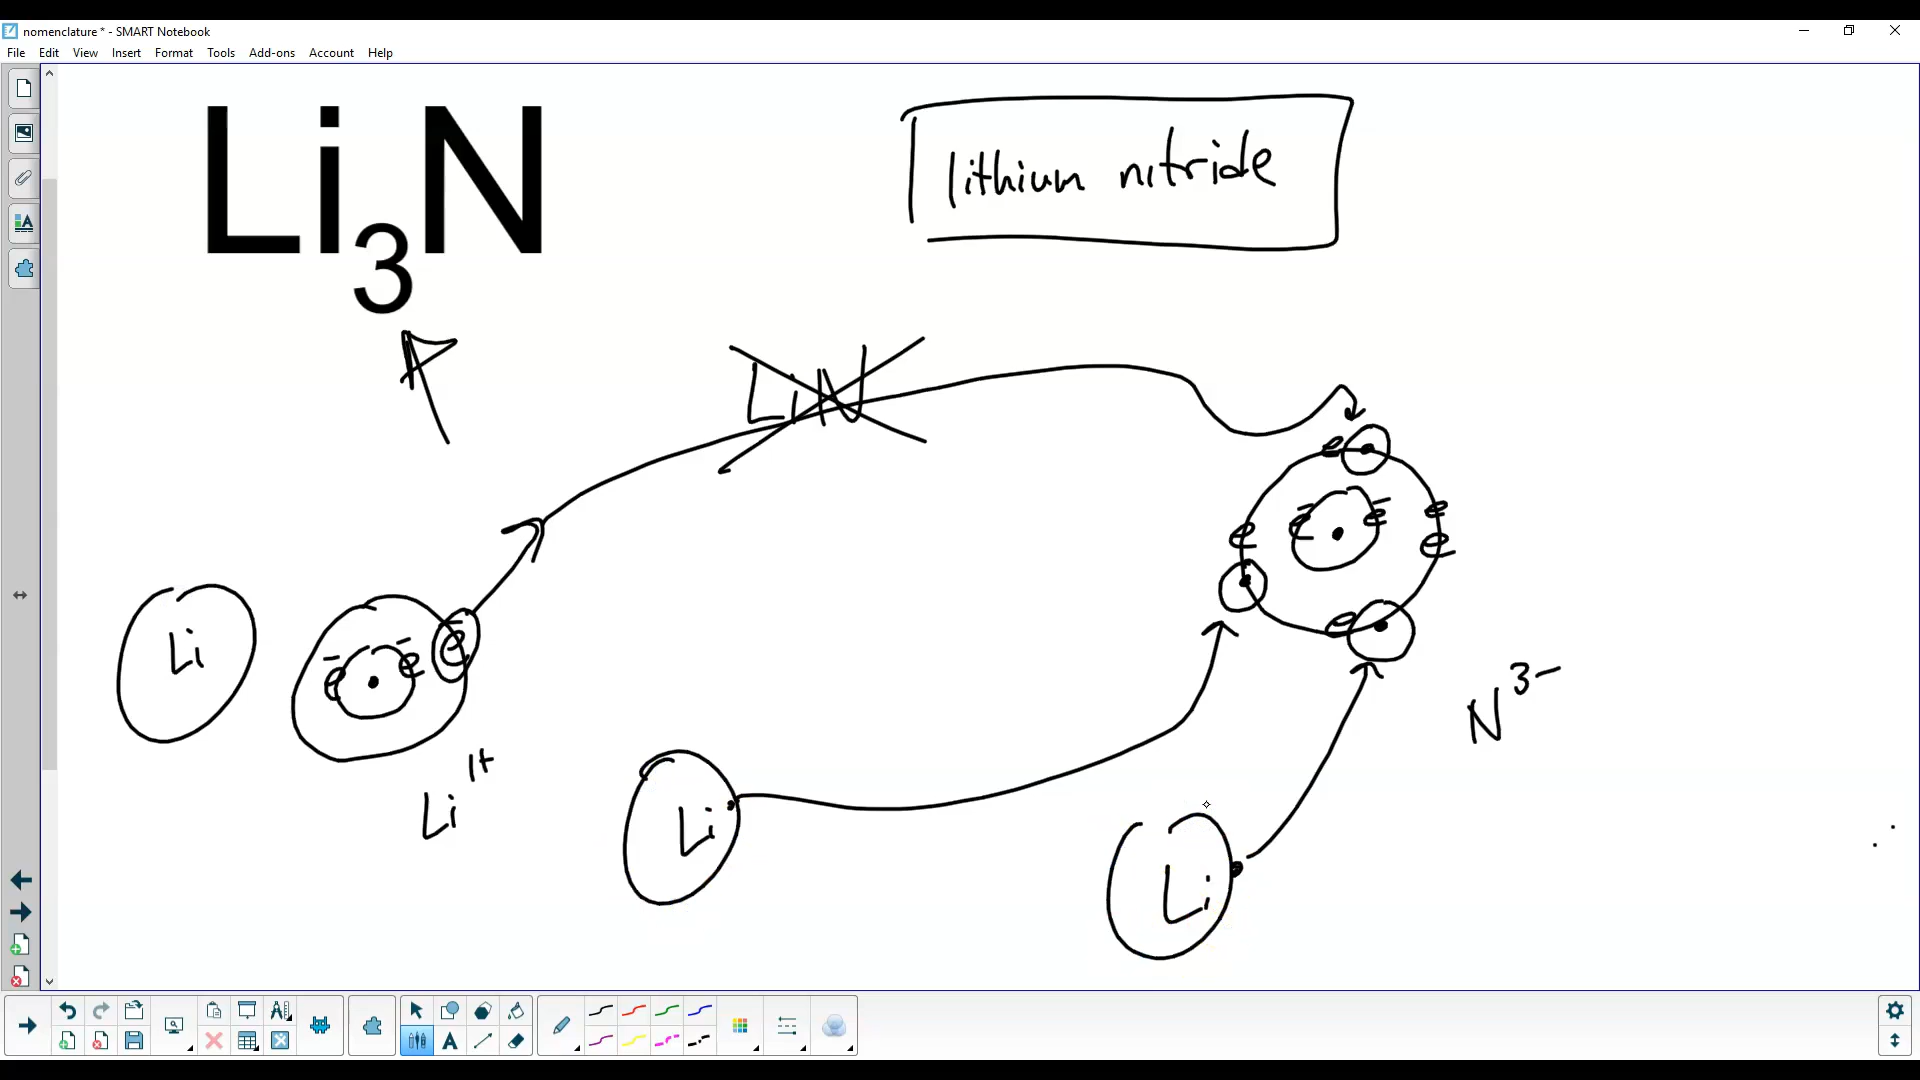 nomenclature * - SMART Notebook
File Edit View Insert Format Tools Add-ons Account Help
Li₃N
lithium nitride
LiN
e e
e e
e e
e
e
Li
e e e
Li¹⁺
N³⁻
Li
Li
A